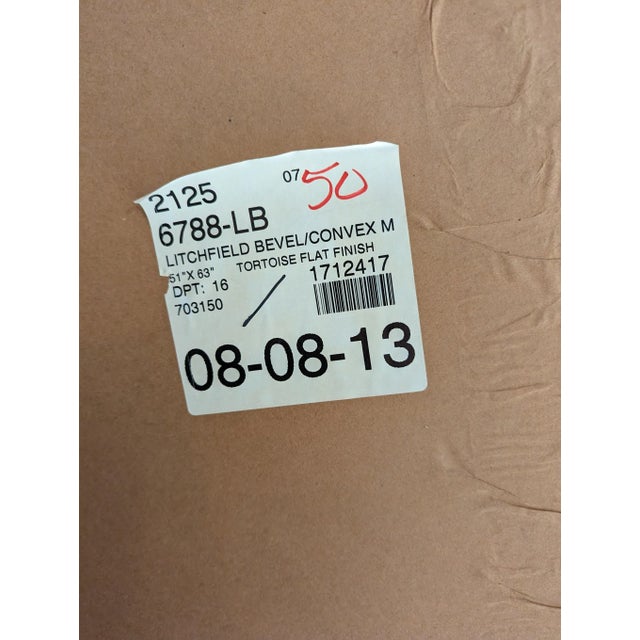 2125 07 50
6788-LB
LITCHFIELD BEVEL/CONVEX M
51"X 63" TORTOISE FLAT FINISH
DPT: 16 1712417
703150
08-08-13